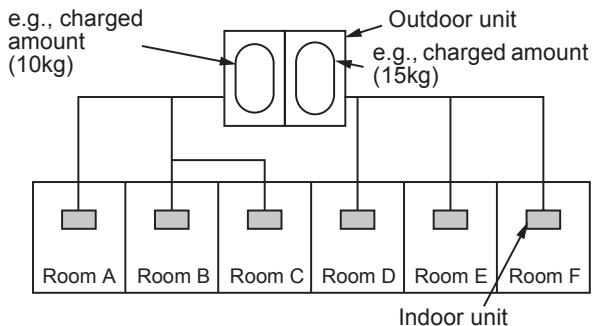 e.g., charged
amount
(10kg)
Outdoor unit
e.g., charged amount
(15kg)
Room A
Room B
Room C
Room D
Room E
Room F
Indoor unit